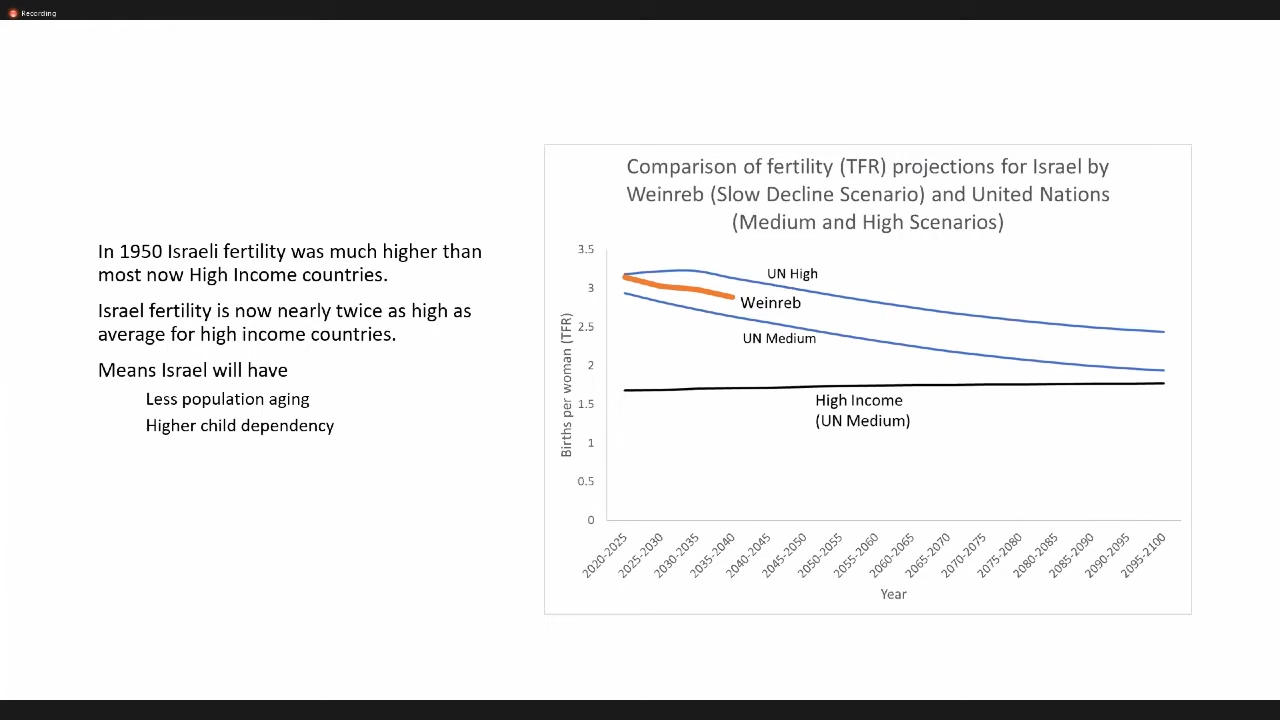 Recording
In 1950 Israeli fertility was much higher than
most now High Income countries.
Israel fertility is now nearly twice as high as
average for high income countries.
Means Israel will have
Less population aging
Higher child dependency
Comparison of fertility (TFR) projections for Israel by
Weinreb (Slow Decline Scenario) and United Nations
(Medium and High Scenarios)
Births per woman (TFR)
3.5
3
2.5
2
1.5
1
0.5
0
UN High
Weinreb
UN Medium
High Income
(UN Medium)
2020-2025
2025-2030
2030-2035
2035-2040
2040-2045
2045-2050
2050-2055
2055-2060
2060-2065
2065-2070
2070-2075
2075-2080
2080-2085
2085-2090
2090-2095
2095-2100
Year